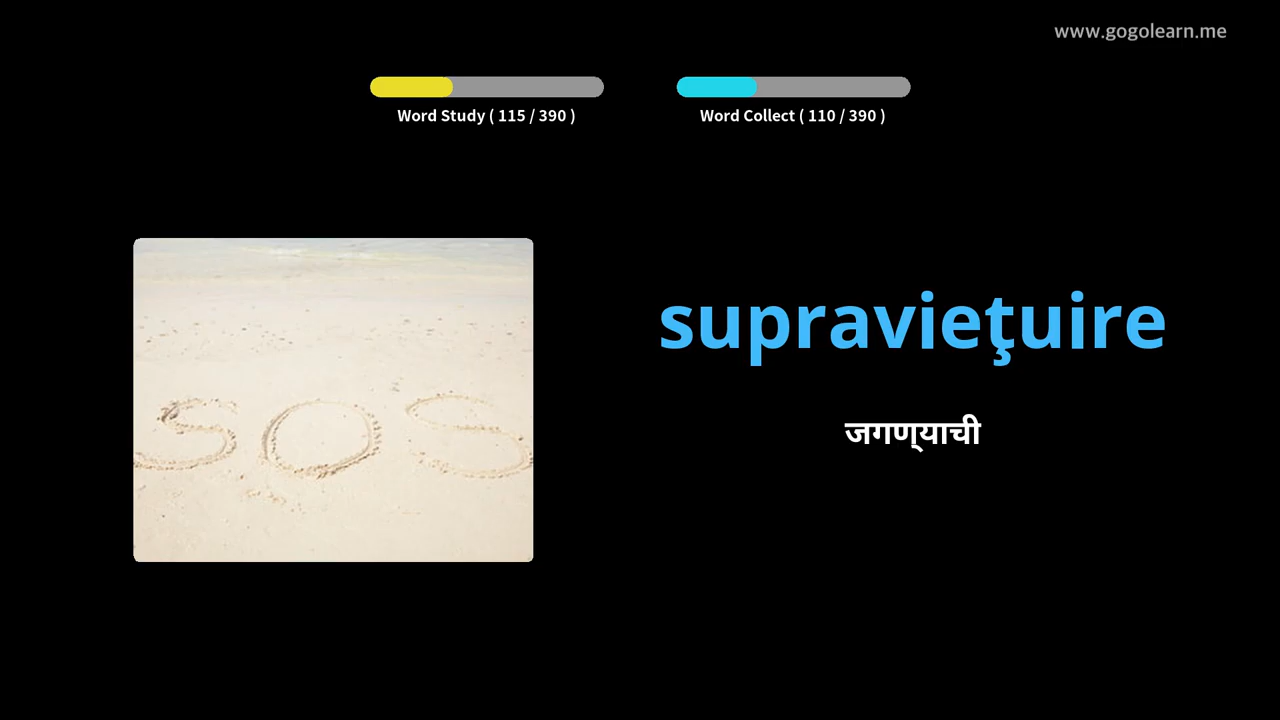 www.gogolearn.me
Word Study ( 115 / 390 )
Word Collect ( 110 / 390 )
supravieţuire
जगण्याची
SOS